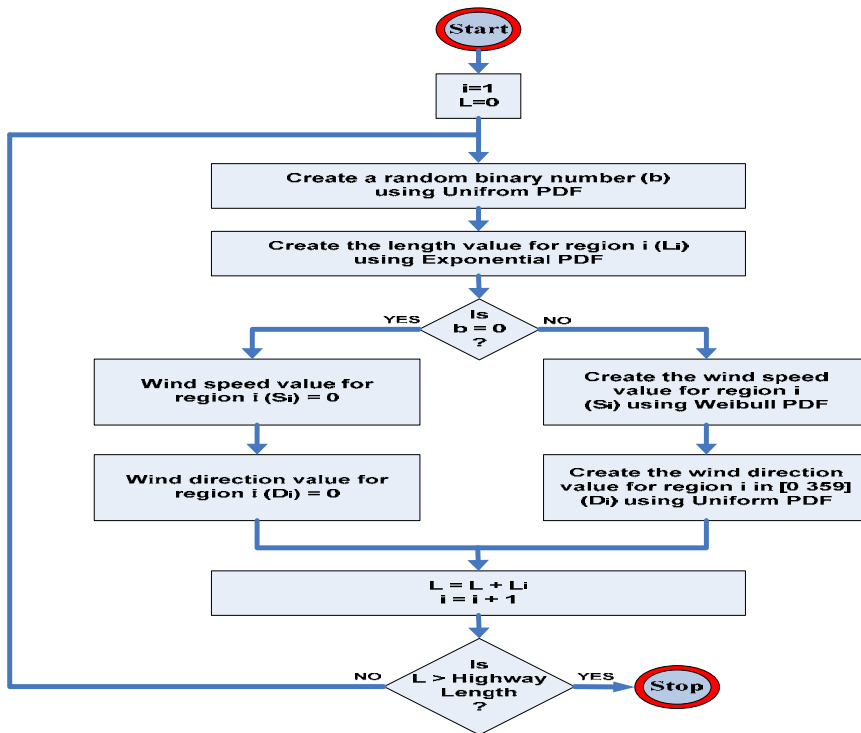 Start
i=1
L=0
Create a random binary number (b)
using Unifrom PDF
Create the length value for region i (Li)
using Exponential PDF
Is
b = 0
?
YES
NO
Wind speed value for
region i (Si) = 0
Create the wind speed
value for region i
(Si) using Weibull PDF
Wind direction value for
region i (Di) = 0
Create the wind direction
value for region i in [0 359]
(Di) using Uniform PDF
L = L + Li
i = i + 1
Is
L > Highway
Length
?
NO
YES
Stop